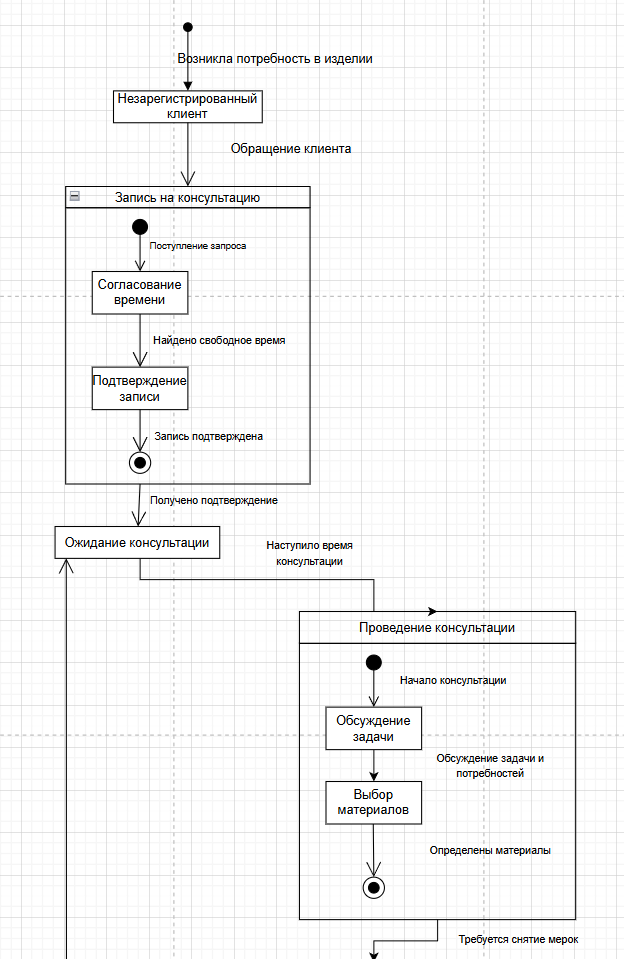 Возникла потребность в изделии
Незарегистрированный
клиент
Обращение клиента
Запись на консультацию
Поступление запроса
Согласование
времени
Найдено свободное время
Подтверждение
записи
Запись подтверждена
Получено подтверждение
Ожидание консультации
Наступило время
консультации
Проведение консультации
Начало консультации
Обсуждение
задачи
Обсуждение задачи и
потребностей
Выбор
материалов
Определены материалы
Требуется снятие мерок